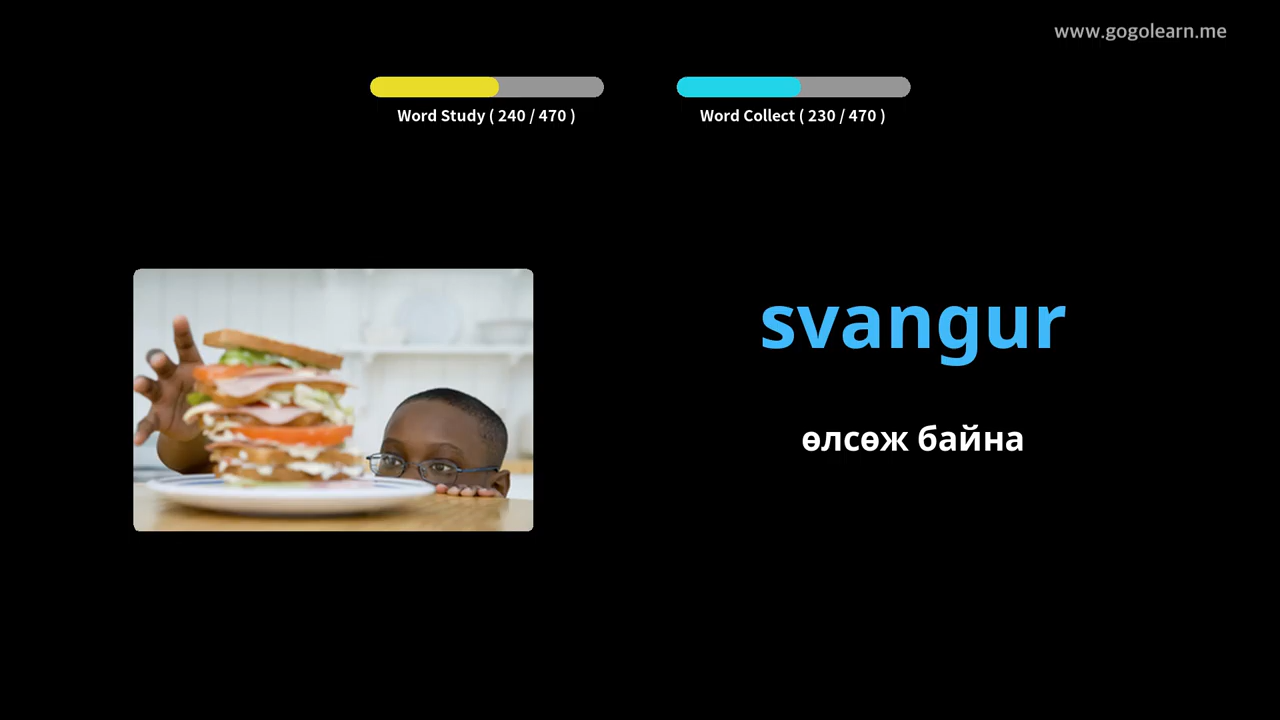 www.gogolearn.me
Word Study ( 240 / 470 )
Word Collect ( 230 / 470 )
svangur
өлсөж байна